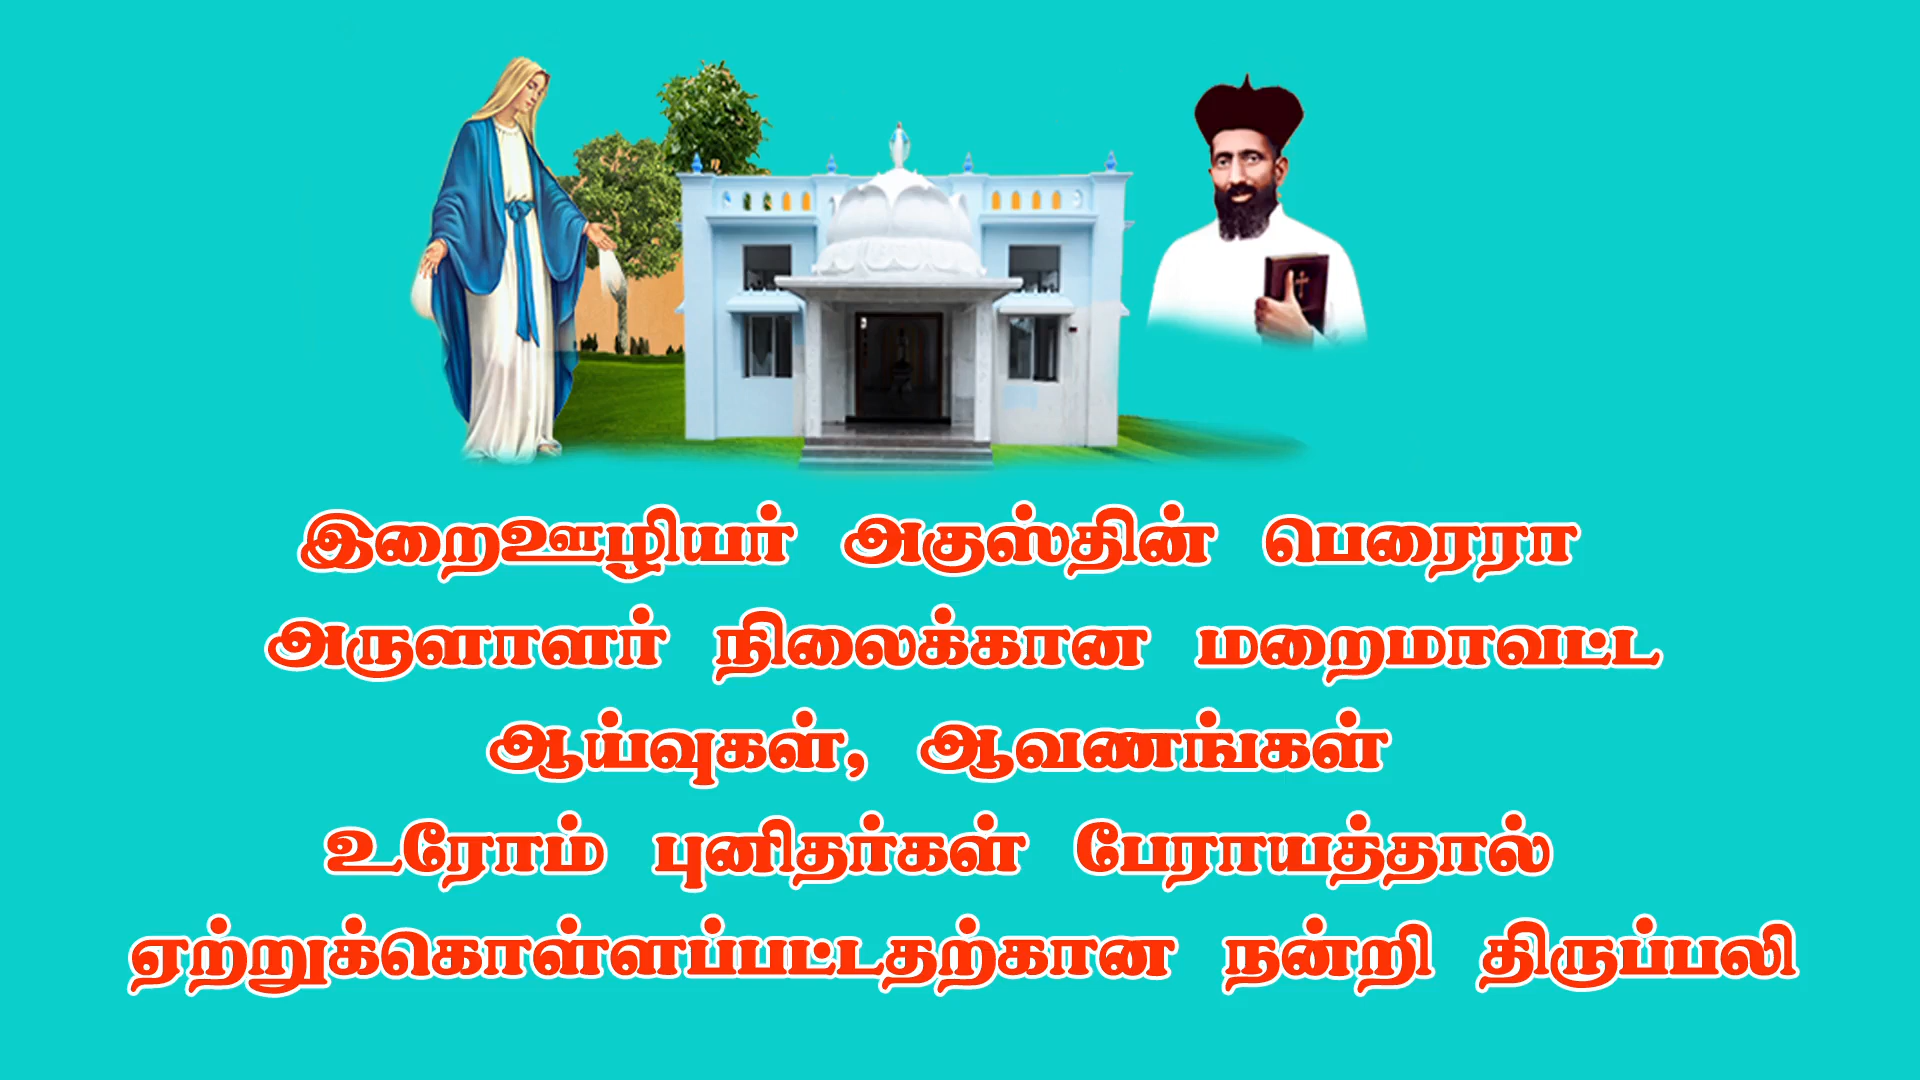 இறைஊழியர் அகுஸ்தின் பெரைரா
அருளாளர் நிலைக்கான மறைமாவட்ட
ஆய்வுகள், ஆவணங்கள்
உரோம் புனிதர்கள் பேராயத்தால்
ஏற்றுக்கொள்ளப்பட்டதற்கான நன்றி திருப்பலி